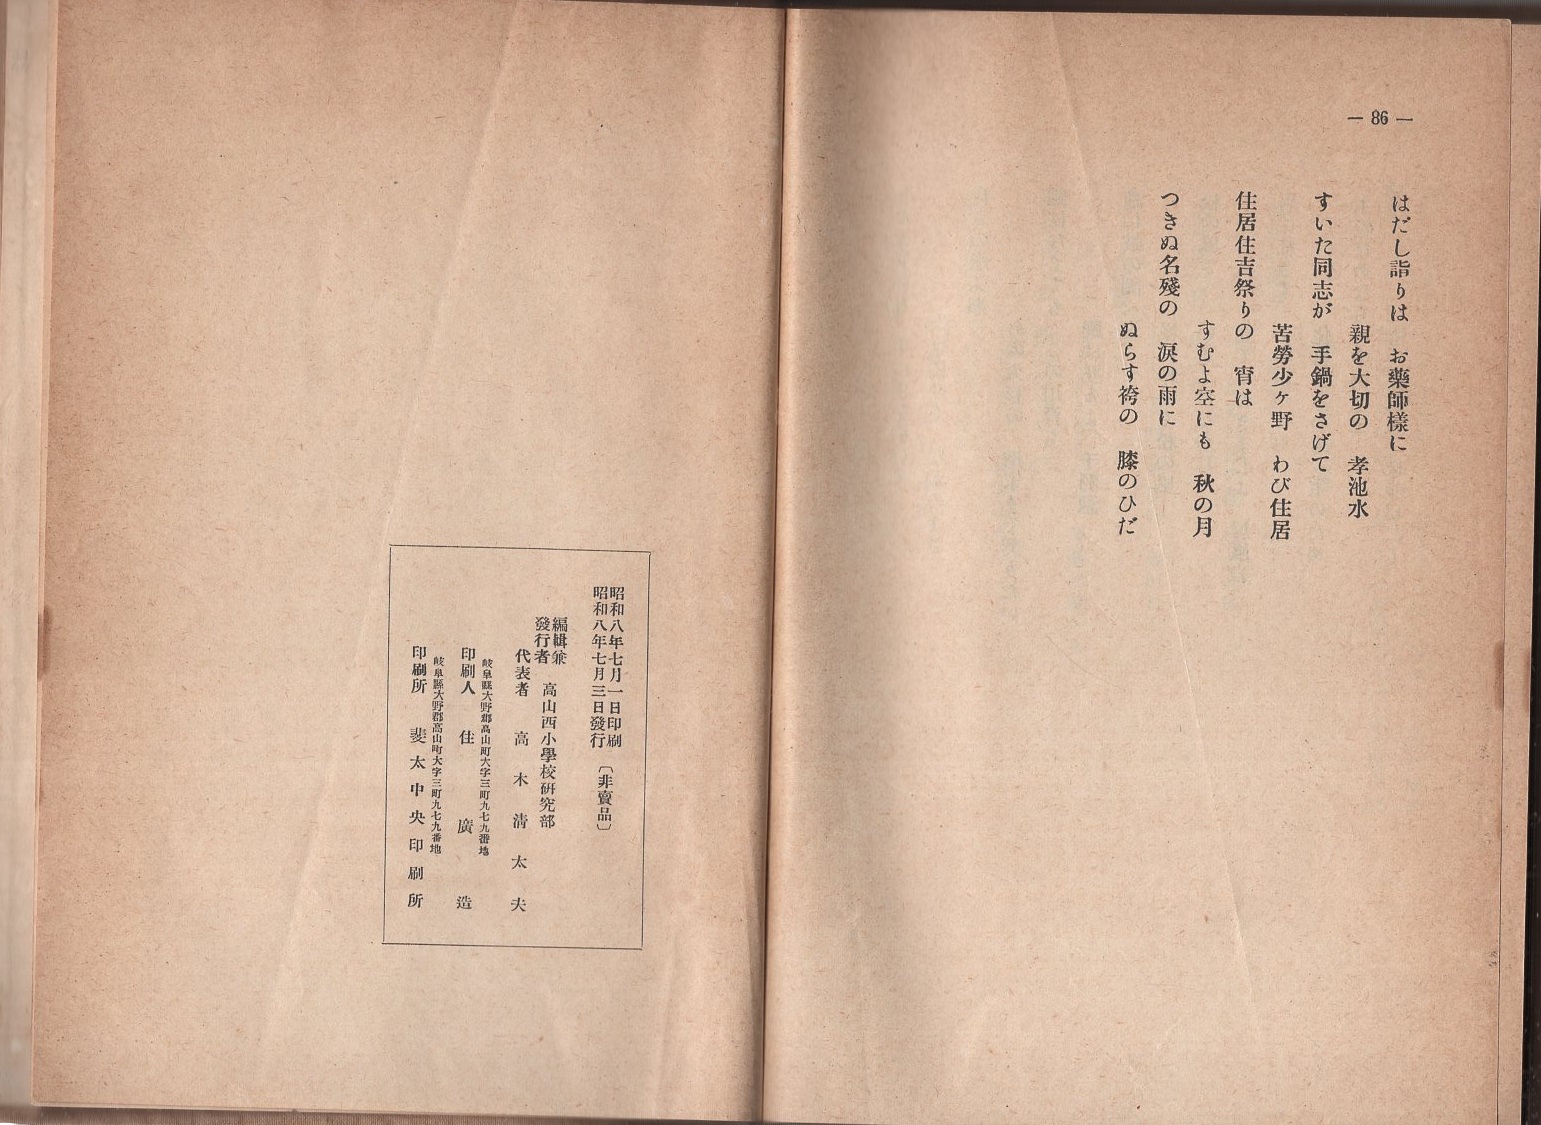 — 86 —
はだし詣りは　お藥師樣に
親を大切の　孝池水
すいた同志が　手鍋をさげて
苦勞少ヶ野　わび住居
住居住吉祭りの　宵は
すむよ空にも　秋の月
つきぬ名殘の　淚の雨に
ぬらす袴の　膝のひだ
昭和八年七月一日印刷
昭和八年七月三日發行
〔非賣品〕
編輯兼
發行者　高山西小學校硏究部
代表者　高木淸太夫
岐阜縣大野郡高山町大字三町九七九番地
印刷人　住廣造
岐阜縣大野郡高山町大字三町九七九番地
印刷所　斐太中央印刷所